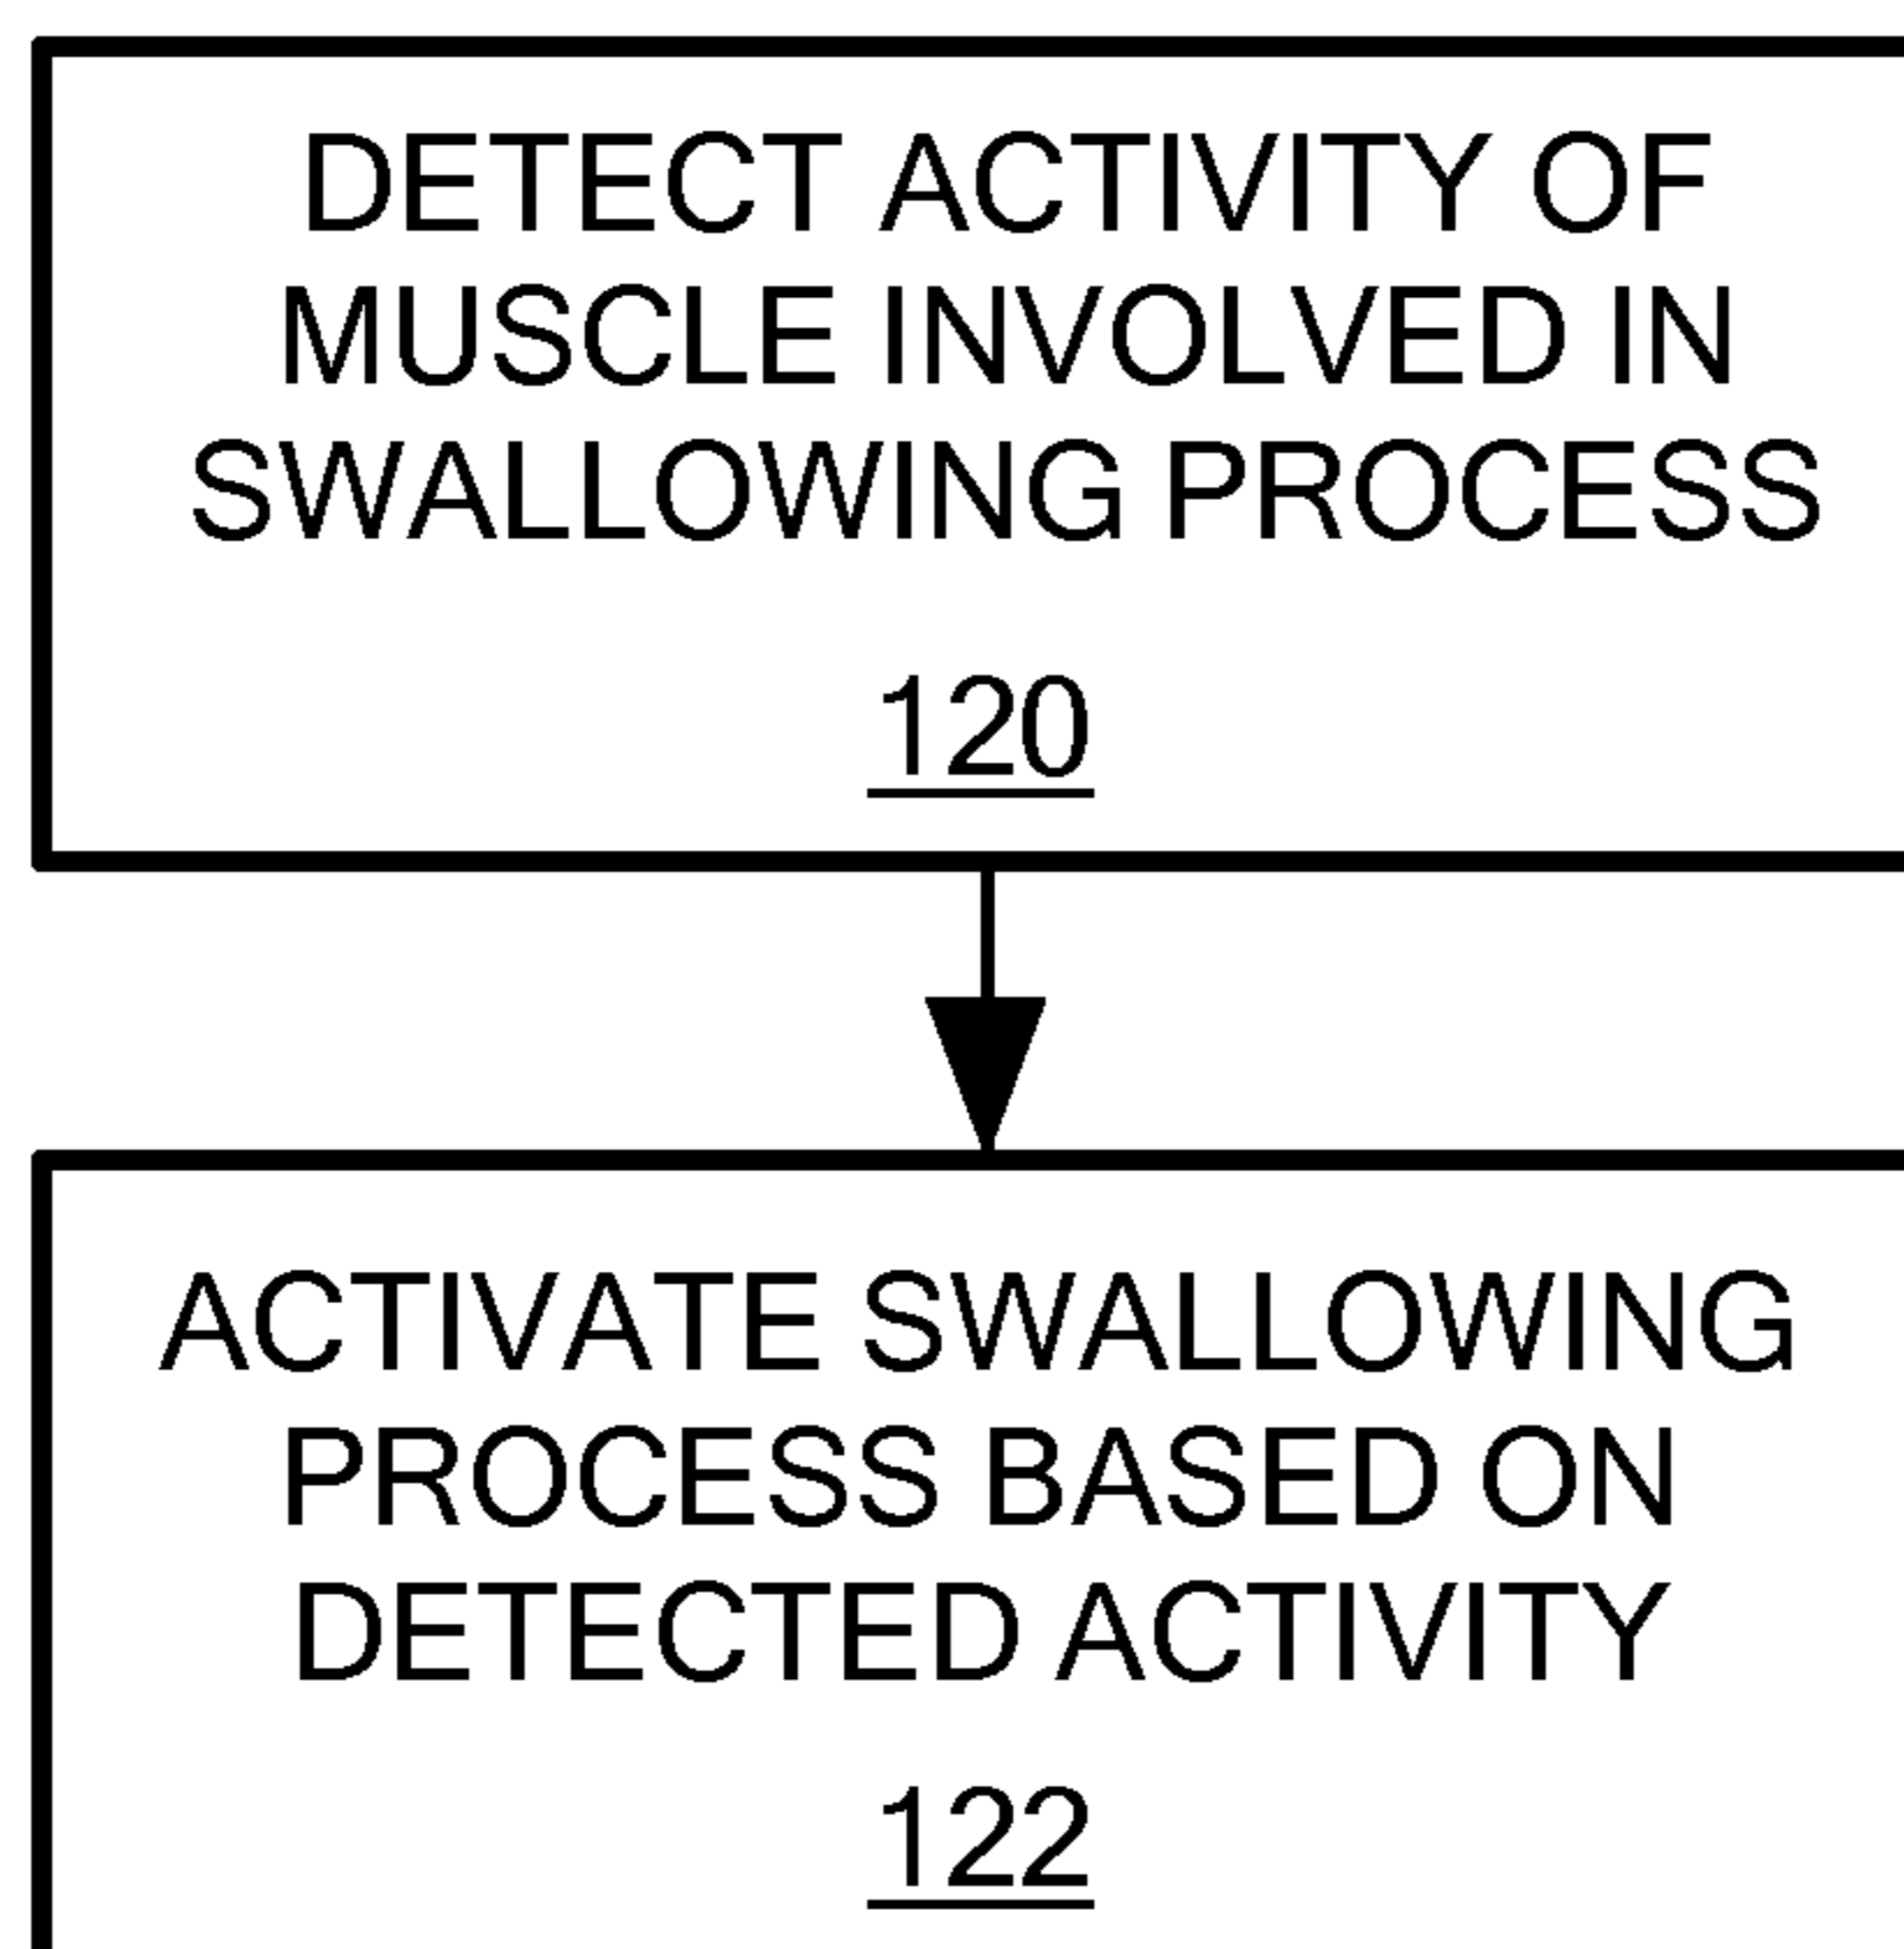 DETECT ACTIVITY OF
MUSCLE INVOLVED IN
SWALLOWING PROCESS
120
ACTIVATE SWALLOWING
PROCESS BASED ON
DETECTED ACTIVITY
122